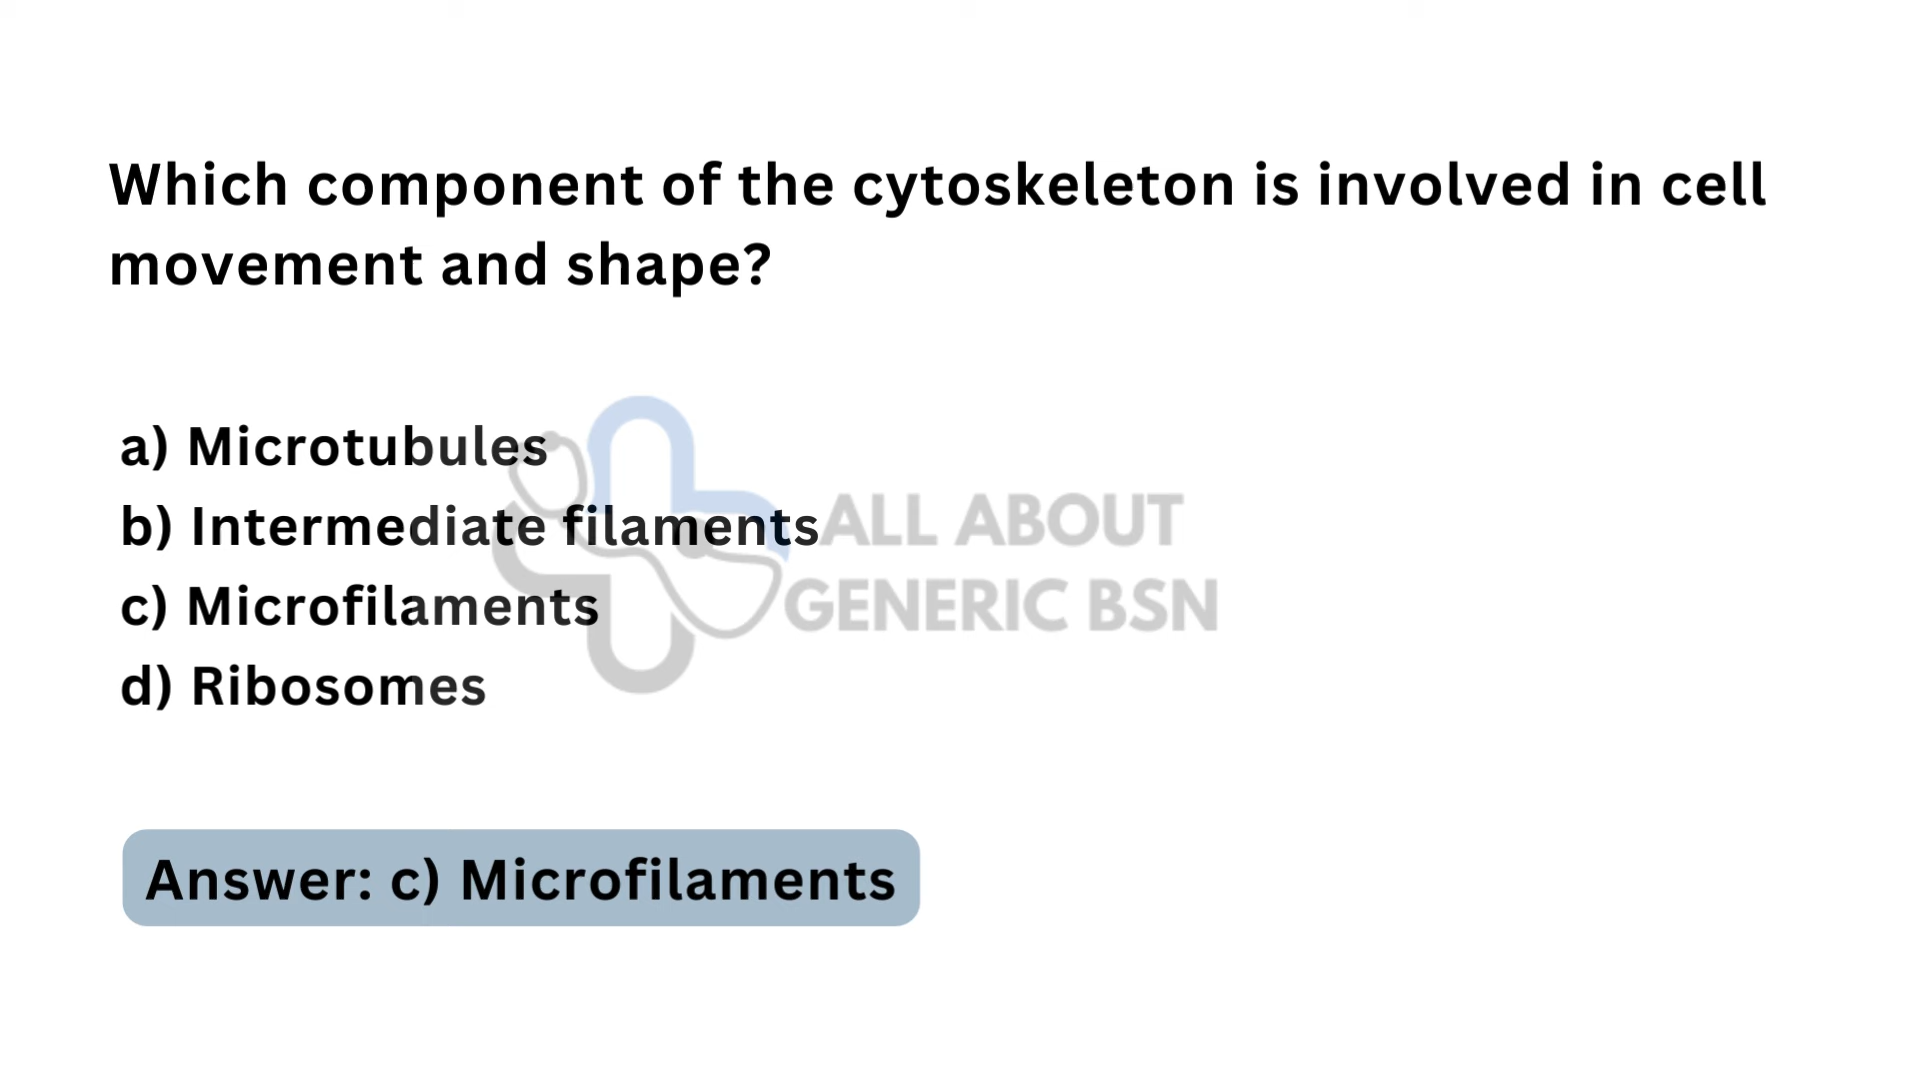 Which component of the cytoskeleton is involved in cell
movement and shape?
a) Microtubules
b) Intermediate filaments
c) Microfilaments
d) Ribosomes
ALL ABOUT
GENERIC BSN
Answer: c) Microfilaments